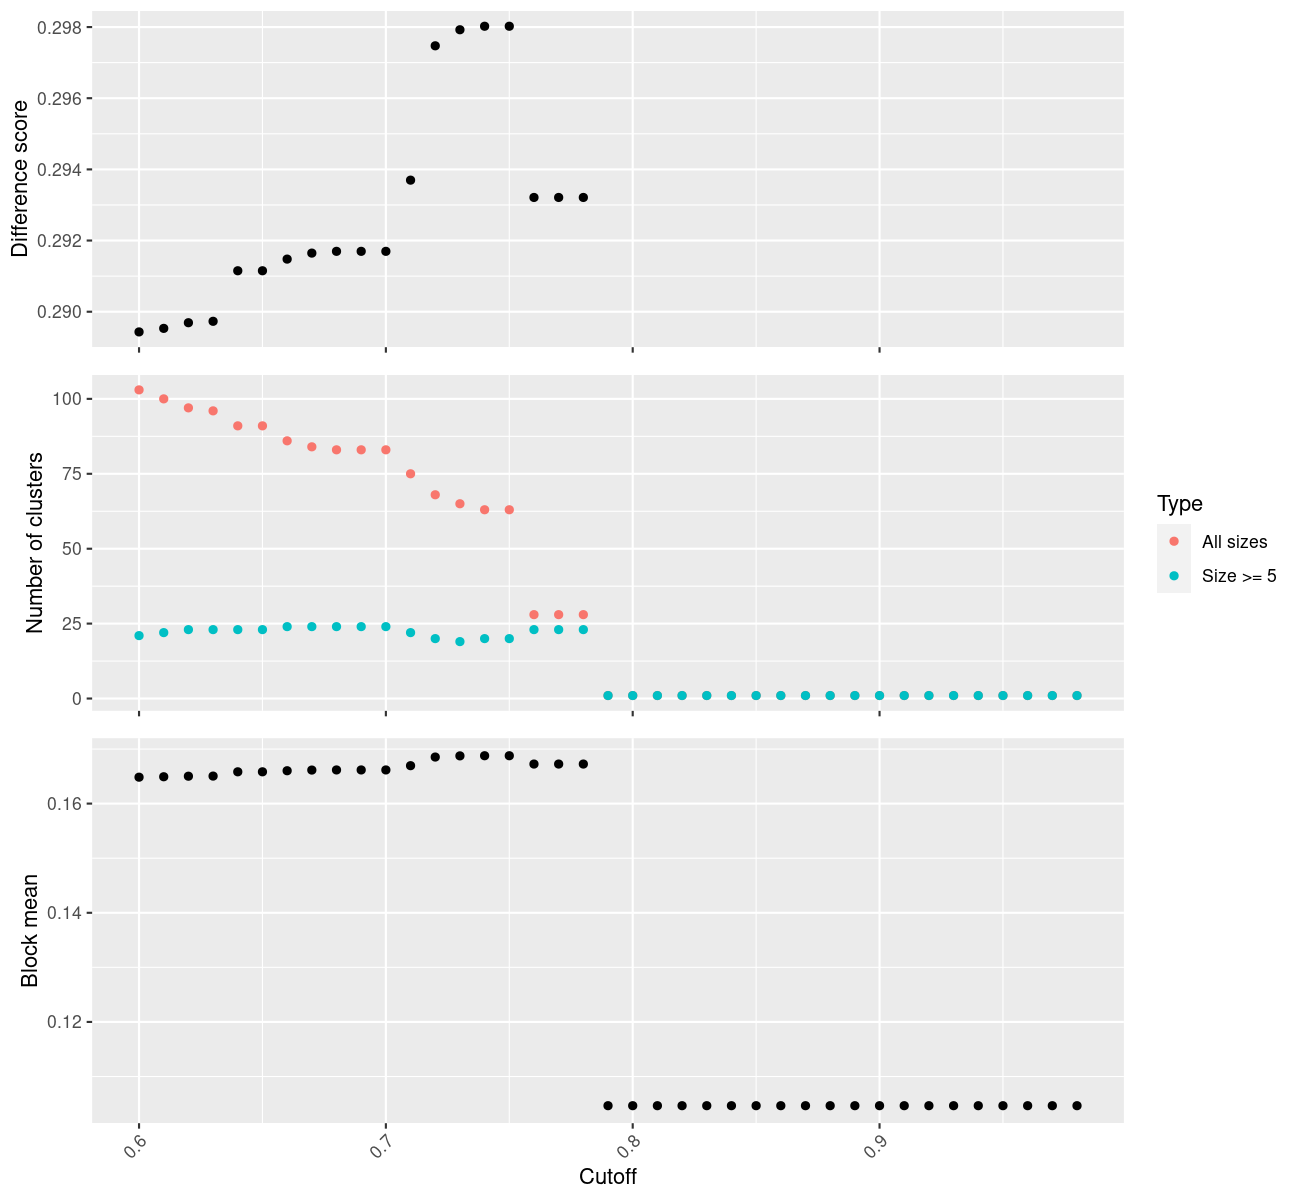 0.298
0.296
0.294
0.292
0.290
Difference score
100
75
50
25
0
Number of clusters
Type
All sizes
Size >= 5
0.16
0.14
0.12
Block mean
0.6
0.7
0.8
0.9
Cutoff